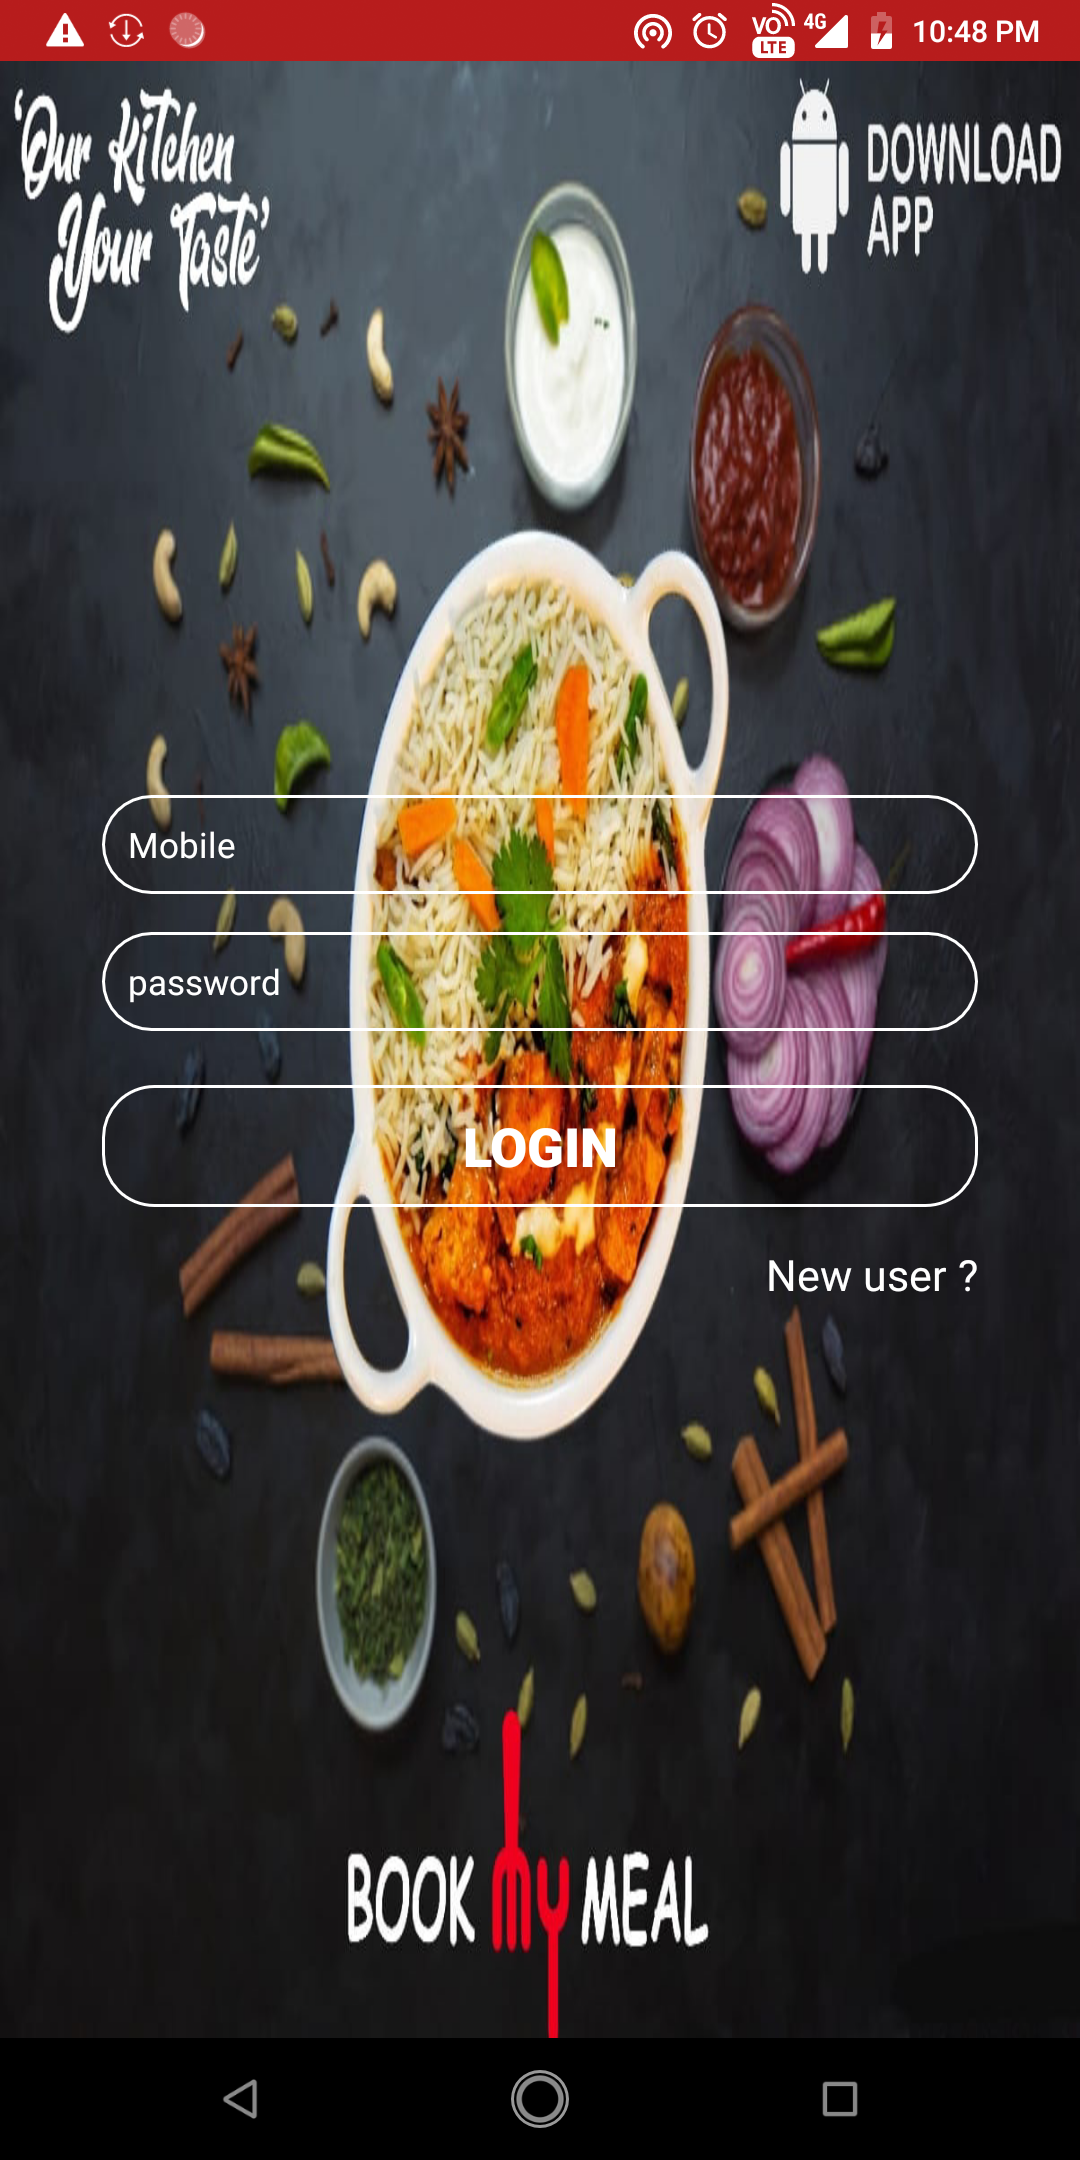 VO LTE 4G 10:48 PM
'Our Kitchen
Your Taste'
DOWNLOAD
APP
Mobile
password
LOGIN
New user ?
BOOK my MEAL